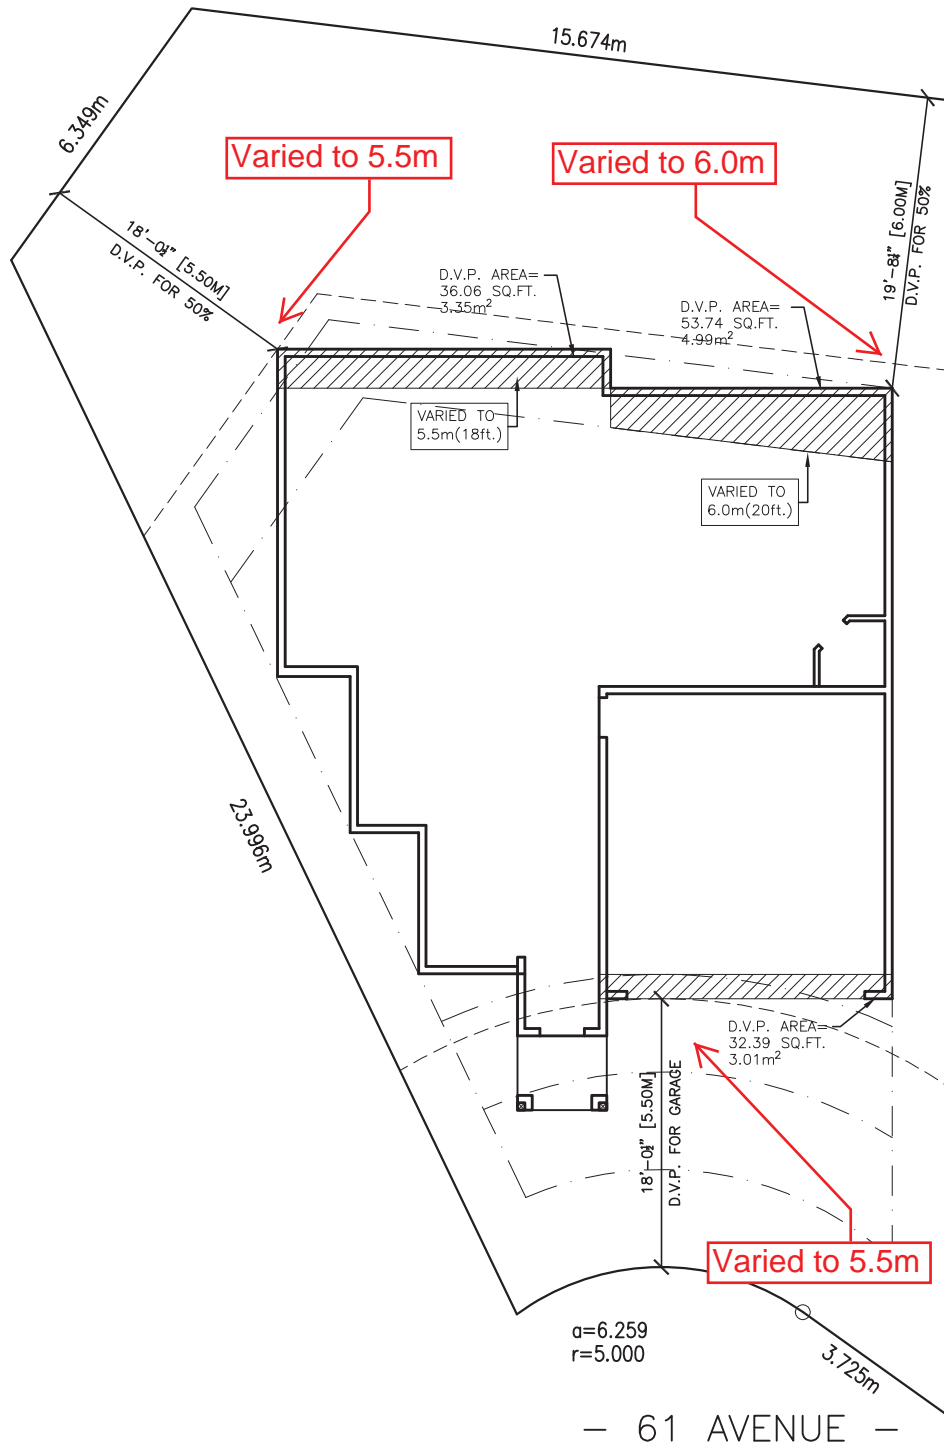 15.674m
6.349m
Varied to 5.5m
Varied to 6.0m
18'-0½" [5.50M]
D.V.P. FOR 50%
19'-8¼" [6.00M]
D.V.P. FOR 50%
D.V.P. AREA=
36.06 SQ.FT.
3.35m²
D.V.P. AREA=
53.74 SQ.FT.
4.99m²
VARIED TO
5.5m(18ft.)
VARIED TO
6.0m(20ft.)
23.996m
D.V.P. AREA=
32.39 SQ.FT.
3.01m²
18'-0½" [5.50M]
D.V.P. FOR GARAGE
Varied to 5.5m
a=6.259
r=5.000
3.725m
– 61 AVENUE –